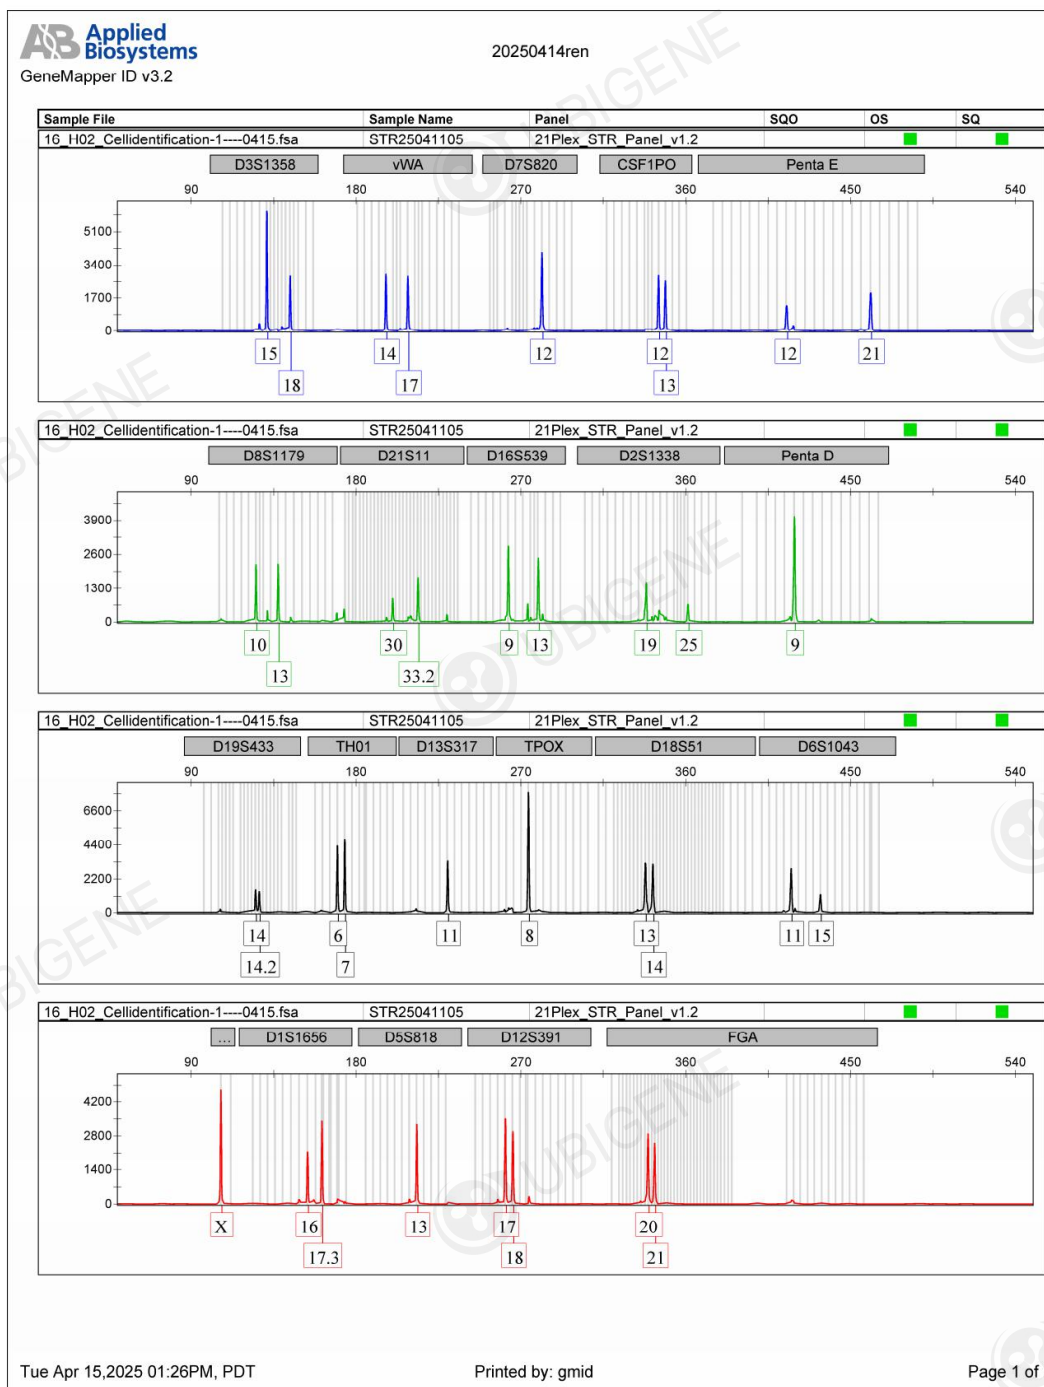 AB Applied Biosystems
GeneMapper ID v3.2
20250414ren
Sample File Sample Name Panel SQO OS SQ
16_H02_Cellidentification-1----0415.fsa STR25041105 21Plex_STR_Panel_v1.2
D3S1358 vWA D7S820 CSF1PO Penta E
90 180 270 360 450 540
5100
3400
1700
0
15 14 12 12 12 21
18 17 13
16_H02_Cellidentification-1----0415.fsa STR25041105 21Plex_STR_Panel_v1.2
D8S1179 D21S11 D16S539 D2S1338 Penta D
90 180 270 360 450 540
3900
2600
1300
0
10 30 9 13 19 25 9
13 33.2
16_H02_Cellidentification-1----0415.fsa STR25041105 21Plex_STR_Panel_v1.2
D19S433 TH01 D13S317 TPOX D18S51 D6S1043
90 180 270 360 450 540
6600
4400
2200
0
14 6 11 8 13 11 15
14.2 7 14
16_H02_Cellidentification-1----0415.fsa STR25041105 21Plex_STR_Panel_v1.2
... D1S1656 D5S818 D12S391 FGA
90 180 270 360 450 540
4200
2800
1400
0
X 16 13 17 20
17.3 18 21
Tue Apr 15,2025 01:26PM, PDT Printed by: gmid Page 1 of
UBIGENE
UBIGENE
UBIGENE
UBIGENE
UBIGENE